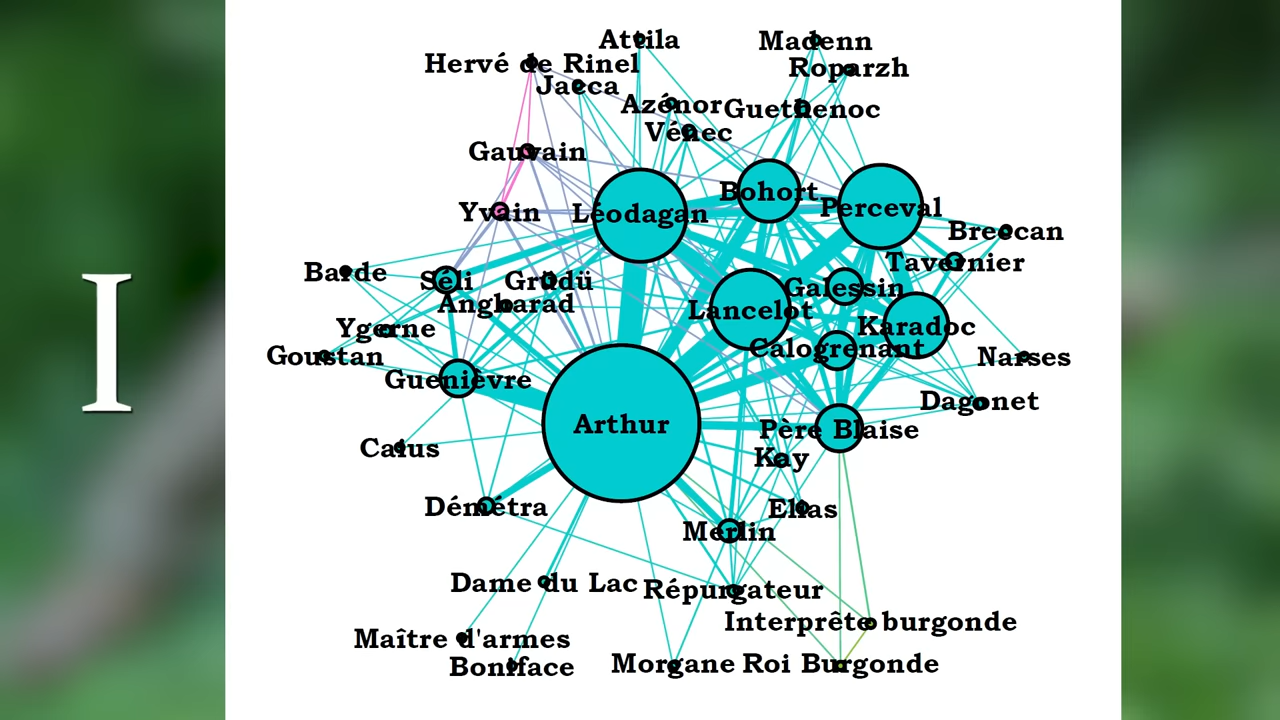 I
Attila
Madenn
Hervé de Rinel
Roparzh
Jacca
Azénor
Guethenoc
Vénec
Gauvain
Bohort
Yvain
Léodagan
Perceval
Breccan
Tavernier
Barde
Séli
Grüdü
Galessin
Angharad
Lancelot
Ygerne
Karadoc
Goustan
Calogrenant
Narses
Guenièvre
Dagonet
Arthur
Père Blaise
Caius
Kay
Démétra
Elias
Merlin
Dame du Lac
Répurgateur
Interprête burgonde
Maître d'armes
Boniface
Morgane
Roi Burgonde